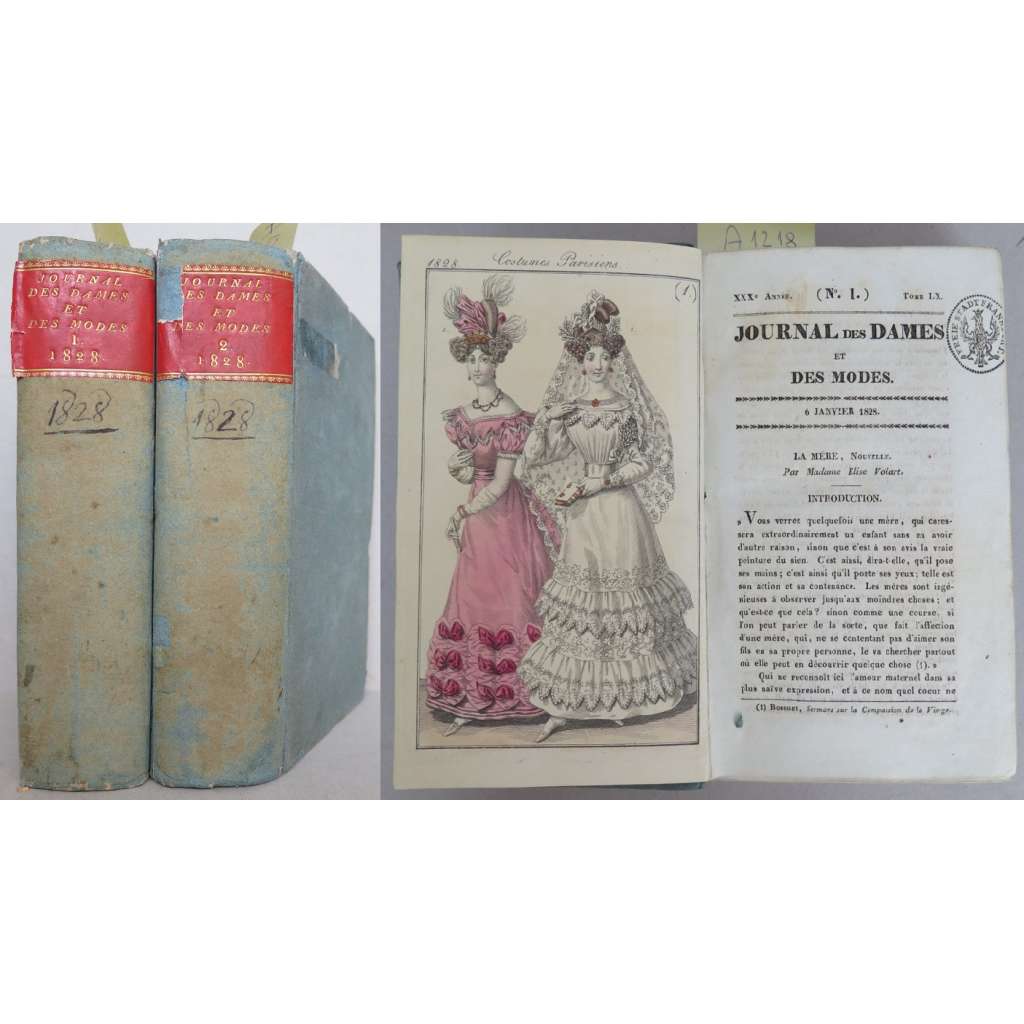 JOURNAL
DES DAMES
ET
DES MODES
1.
1828.
1828
JOURNAL
ES DAMES
ET
DES MODES
2.
1828.
1828
1828.
Costumes Parisiens.
(1.)
A1218
XXXe Année. (No. 1.) Tome LX.
JOURNAL DES DAMES
ET
DES MODES.
6 JANVIER 1828.
LA MÈRE, Nouvelle.
Par Madame Elise Voïart.
INTRODUCTION.
« Vous verrez quelquefois une mère, qui cares-
sera extraordinairement un enfant sans en avoir
d'autre raison, sinon que c'est à son avis la vraie
peinture du sien. C'est ainsi, dira-t-elle, qu'il pose
ses mains ; c'est ainsi qu'il porte ses yeux ; telle est
son action et sa contenance. Les mères sont ingé-
nieuses à observer jusqu'aux moindres choses ; et
qu'est-ce que cela ? sinon comme une course, si
l'on peut parler de la sorte, que fait l'affection
d'une mère, qui, ne se contentant pas d'aimer son
fils en sa propre personne, le va chercher partout
où elle peut en découvrir quelque chose (1). »
Qui ne reconnoît ici l'amour maternel dans sa
plus naïve expression, et à ce nom quel cœur ne
(1) Bossuet, Sermons sur la Compassion de la Vierge.